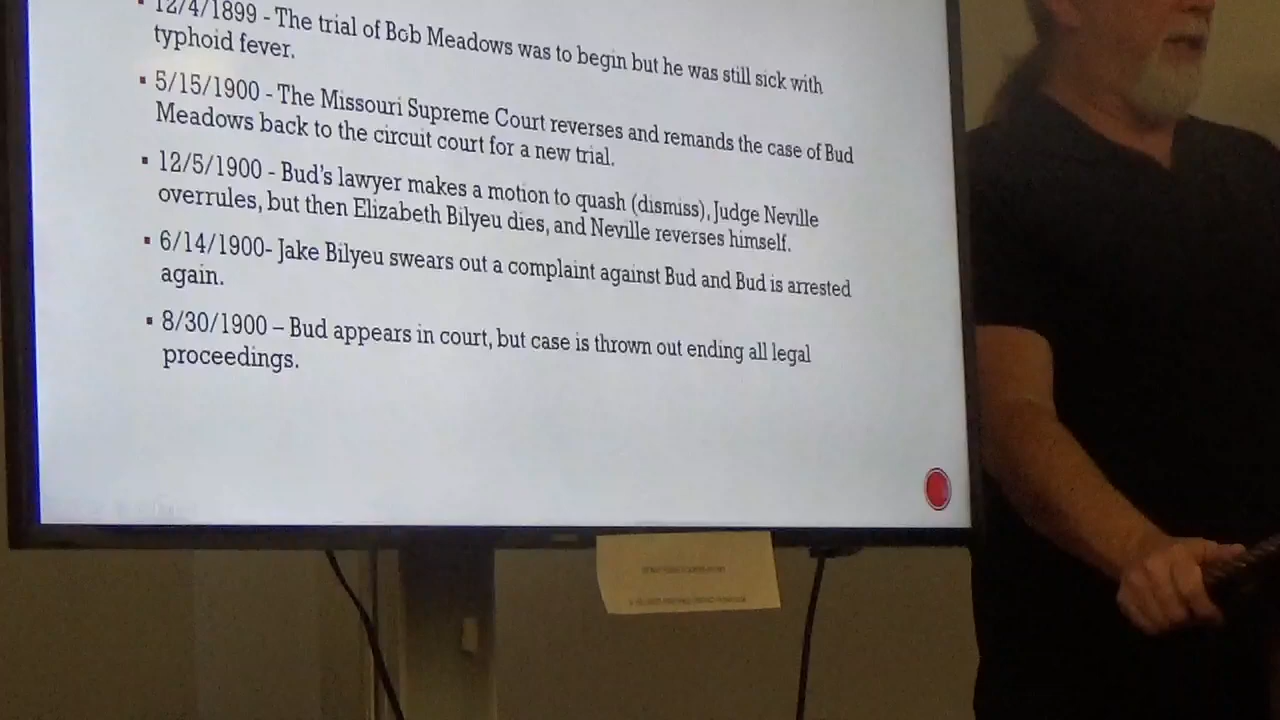 12/4/1899 - The trial of Bob Meadows was to begin but he was still sick with
typhoid fever.
5/15/1900 - The Missouri Supreme Court reverses and remands the case of Bud
Meadows back to the circuit court for a new trial.
12/5/1900 - Bud's lawyer makes a motion to quash (dismiss), Judge Neville
overrules, but then Elizabeth Bilyeu dies, and Neville reverses himself.
6/14/1900- Jake Bilyeu swears out a complaint against Bud and Bud is arrested
again.
8/30/1900 – Bud appears in court, but case is thrown out ending all legal
proceedings.